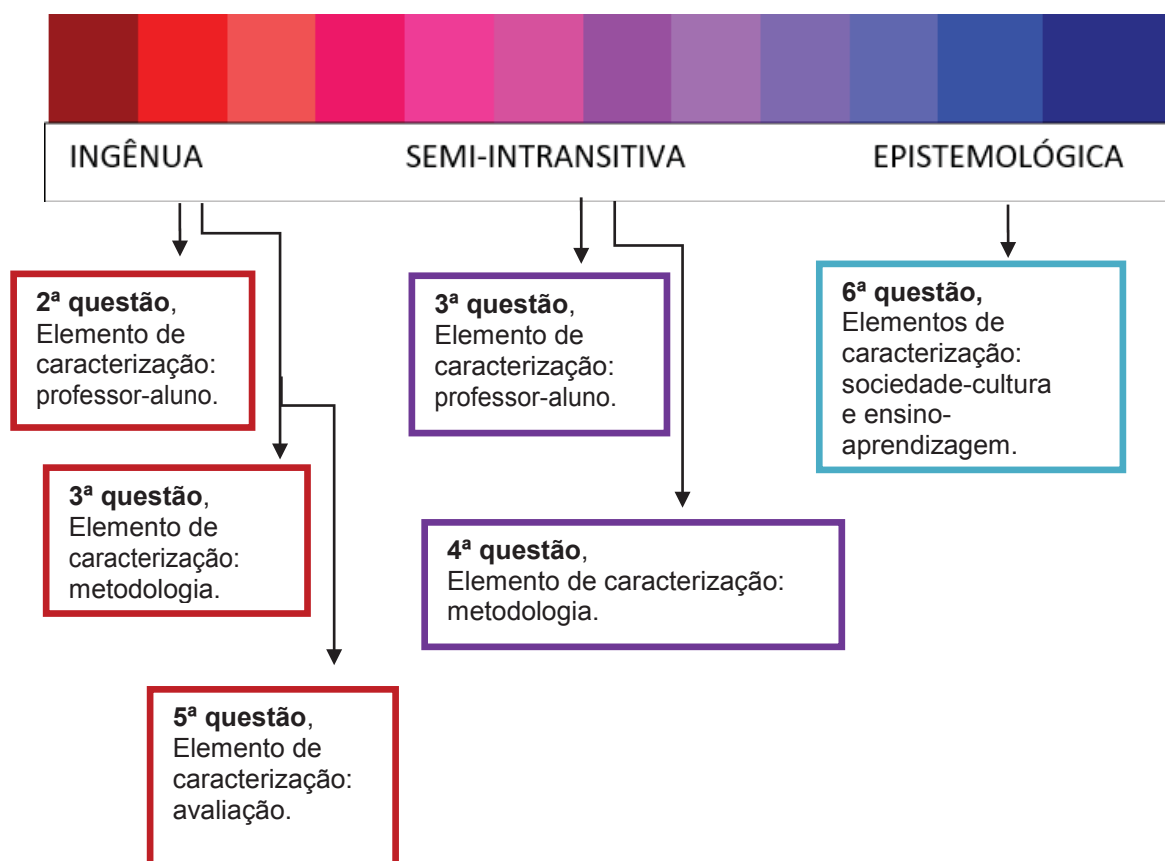 INGÊNUA
SEMI-INTRANSITIVA
EPISTEMOLÓGICA
2ª questão,
Elemento de
caracterização:
professor-aluno.
3ª questão,
Elemento de
caracterização:
metodologia.
5ª questão,
Elemento de
caracterização:
avaliação.
3ª questão,
Elemento de
caracterização:
professor-aluno.
4ª questão,
Elemento de caracterização:
metodologia.
6ª questão,
Elementos de
caracterização:
sociedade-cultura
e ensino-
aprendizagem.